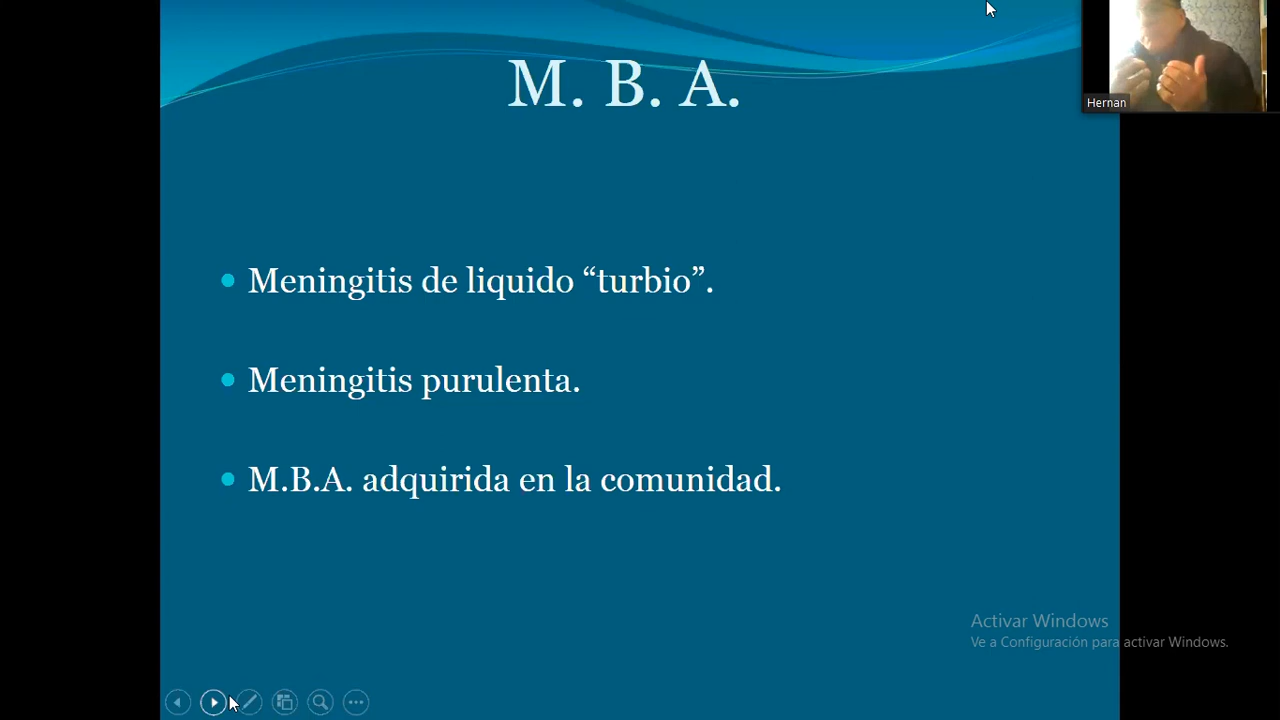 M. B. A.
Hernan
Meningitis de liquido “turbio”.
Meningitis purulenta.
M.B.A. adquirida en la comunidad.
Activar Windows
Ve a Configuración para activar Windows.